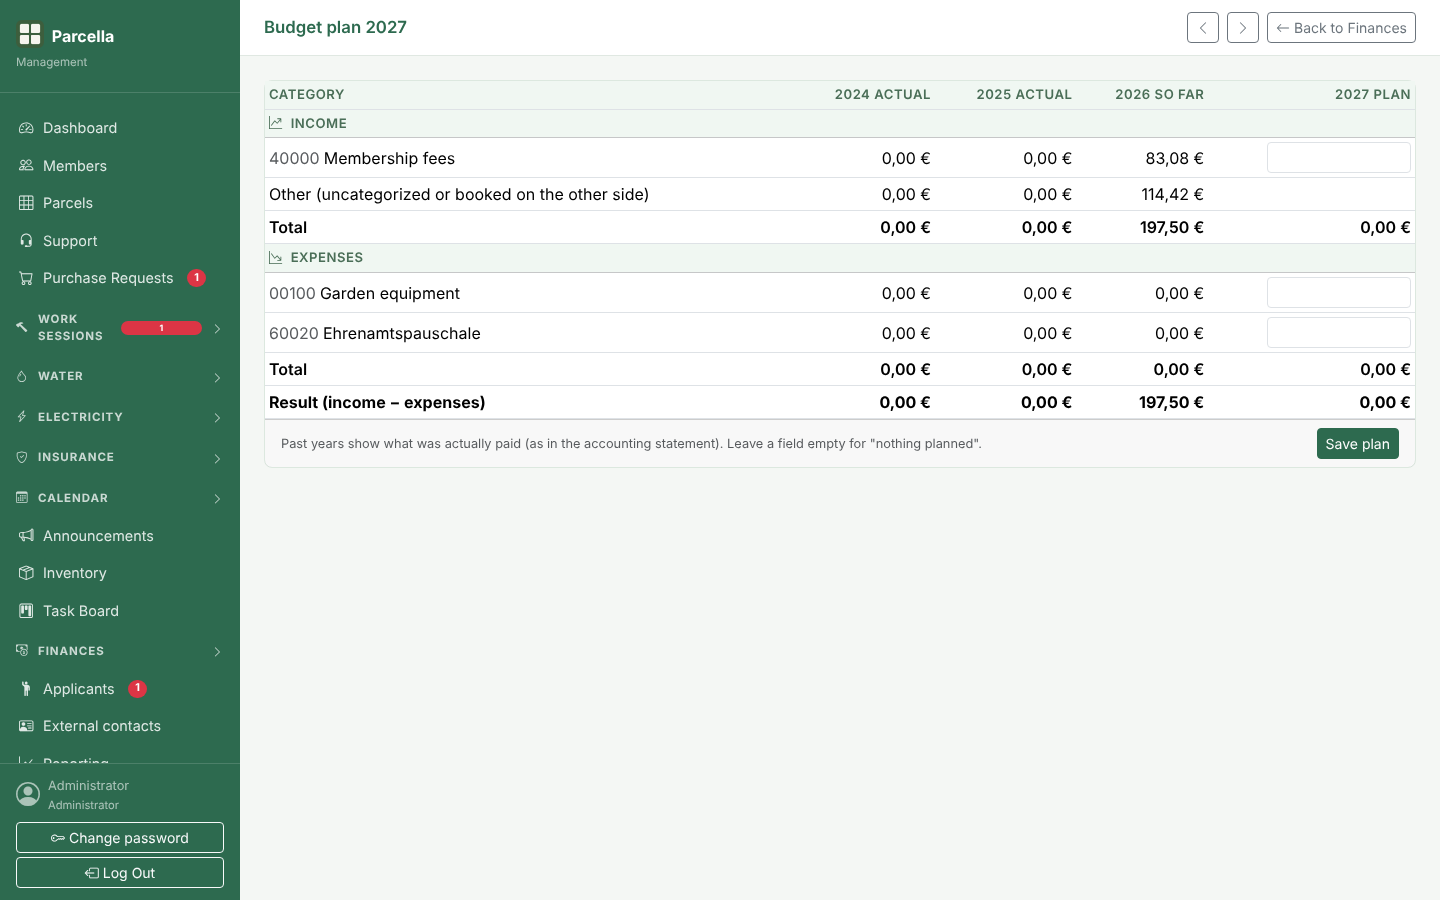 Parcella
Management
Dashboard
Members
Parcels
Support
Purchase Requests 1
WORK SESSIONS 1
WATER
ELECTRICITY
INSURANCE
CALENDAR
Announcements
Inventory
Task Board
FINANCES
Applicants 1
External contacts
Reporting
Administrator
Administrator
Change password
Log Out
Budget plan 2027
← Back to Finances
CATEGORY 2024 ACTUAL 2025 ACTUAL 2026 SO FAR 2027 PLAN
INCOME
40000 Membership fees 0,00 € 0,00 € 83,08 €
Other (uncategorized or booked on the other side) 0,00 € 0,00 € 114,42 €
Total 0,00 € 0,00 € 197,50 € 0,00 €
EXPENSES
00100 Garden equipment 0,00 € 0,00 € 0,00 €
60020 Ehrenamtspauschale 0,00 € 0,00 € 0,00 €
Total 0,00 € 0,00 € 0,00 € 0,00 €
Result (income – expenses) 0,00 € 0,00 € 197,50 € 0,00 €
Past years show what was actually paid (as in the accounting statement). Leave a field empty for "nothing planned".
Save plan